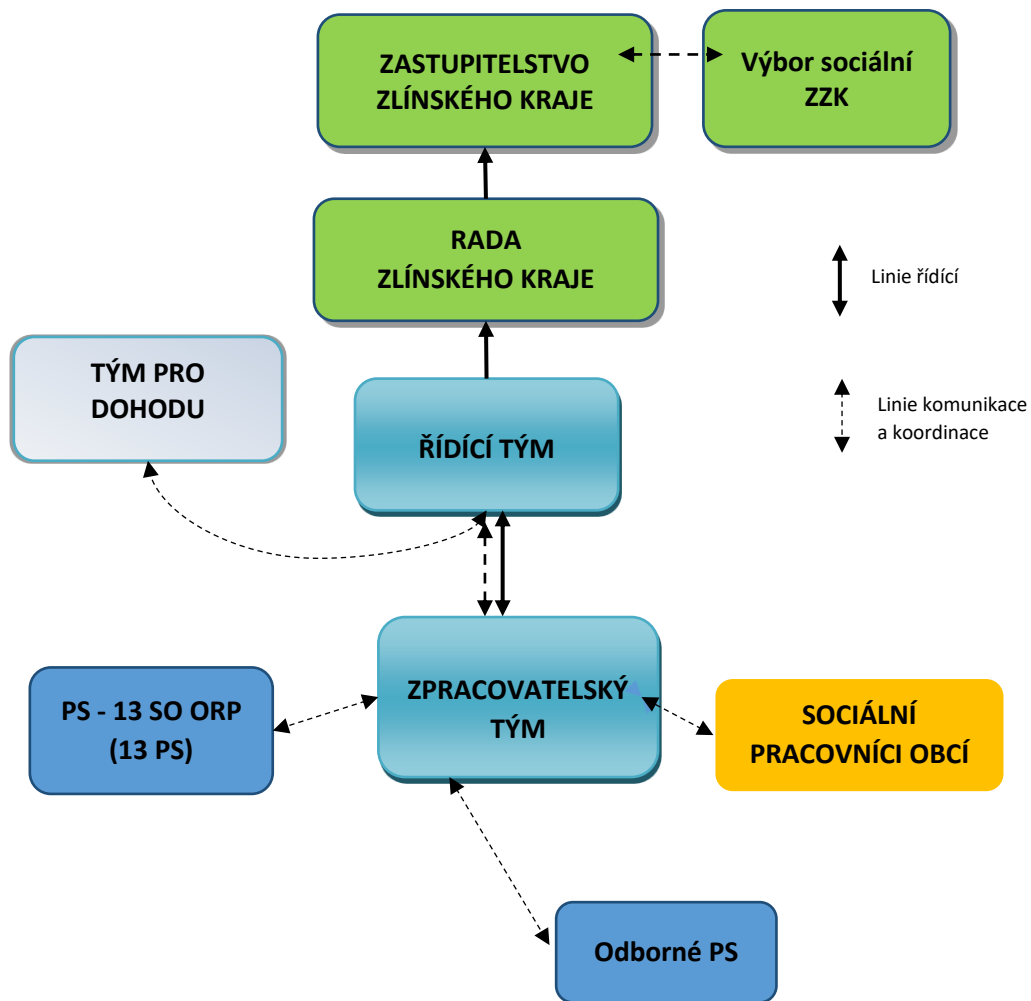 ZASTUPITELSTVO
ZLÍNSKÉHO KRAJE
Výbor sociální
ZZK
RADA
ZLÍNSKÉHO KRAJE
Linie řídící
TÝM PRO
DOHODU
Linie komunikace
a koordinace
ŘÍDÍCÍ TÝM
PS - 13 SO ORP
(13 PS)
ZPRACOVATELSKÝ
TÝM
SOCIÁLNÍ
PRACOVNÍCI OBCÍ
Odborné PS